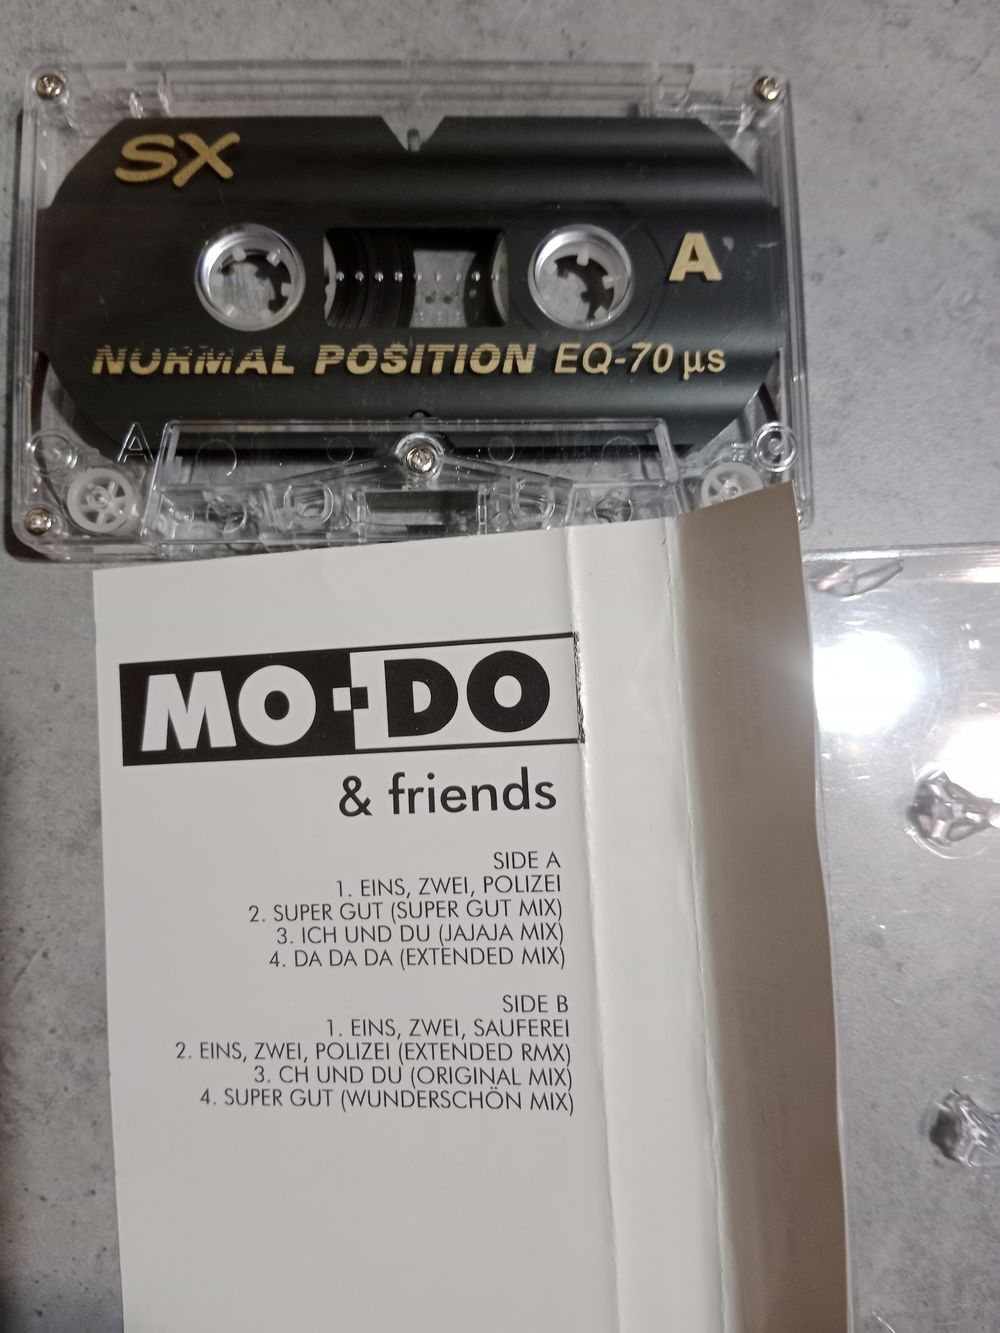 SX
A
NORMAL POSITION EQ-70 µs
A
MO-DO
& friends
SIDE A
1. EINS, ZWEI, POLIZEI
2. SUPER GUT (SUPER GUT MIX)
3. ICH UND DU (JAJAJA MIX)
4. DA DA DA (EXTENDED MIX)
SIDE B
1. EINS, ZWEI, SAUFEREI
2. EINS, ZWEI, POLIZEI (EXTENDED RMX)
3. CH UND DU (ORIGINAL MIX)
4. SUPER GUT (WUNDERSCHÖN MIX)